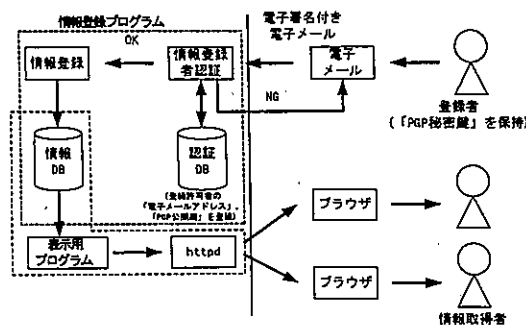 情報登録プログラム
OK
電子署名付き
電子メール
情報登録
情報登録
者認証
電子
メール
NG
登録者
(「PGP秘密鍵」を保持)
情報
DB
認証
DB
(登録許可者の
「電子メールアドレス」、
「PGP公開鍵」を登録)
ブラウザ
表示用
プログラム
httpd
ブラウザ
情報取得者